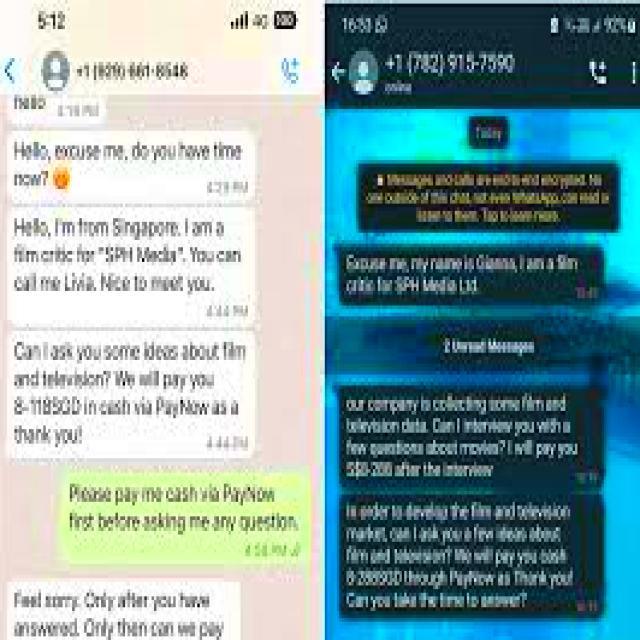 5:12
4G
+1 (929) 681-8548
hello 4:19 PM
Hello, excuse me, do you have time
now?
4:29 PM
Hello, I'm from Singapore. I am a
film critic for "SPH Media". You can
call me Livia. Nice to meet you.
4:44 PM
Can I ask you some ideas about film
and television? We will pay you
8-118SGD in cash via PayNow as a
thank you!
4:44 PM
Please pay me cash via PayNow
first before asking me any question.
4:58 PM
Feel sorry. Only after you have
answered. Only then can we pay
16:53
92%
+1 (782) 915-7590
online
Today
Messages and calls are end-to-end encrypted. No
one outside of this chat, not even WhatsApp, can read or
listen to them. Tap to learn more.
Excuse me, my name is Gianna, I am a film
critic for SPH Media Ltd.
2 Unread Messages
our company is collecting some film and
television data. Can I interview you with a
few questions about movies? I will pay you
S$8-288 after the interview
In order to develop the film and television
market, can I ask you a few ideas about
film and television? We will pay you cash
8-288SGD through PayNow as Thank you!
Can you take the time to answer?